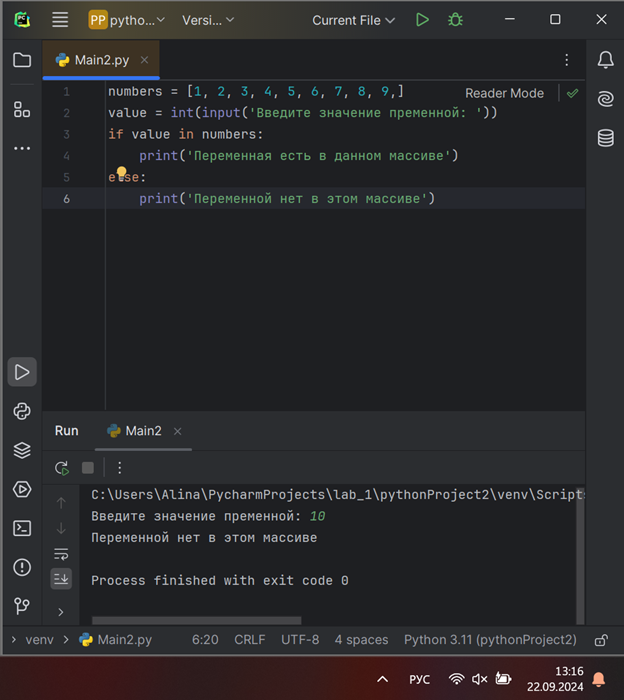 PP pytho... Versi... Current File
Main2.py
1 numbers = [1, 2, 3, 4, 5, 6, 7, 8, 9,] Reader Mode
2 value = int(input('Введите значение пременной: '))
3 if value in numbers:
4 print('Переменная есть в данном массиве')
5 else:
6 print('Переменной нет в этом массиве')
Run Main2
C:\Users\Alina\PycharmProjects\lab_1\pythonProject2\venv\Script
Введите значение пременной: 10
Переменной нет в этом массиве
Process finished with exit code 0
venv > Main2.py 6:20 CRLF UTF-8 4 spaces Python 3.11 (pythonProject2)
РУС 13:16
22.09.2024